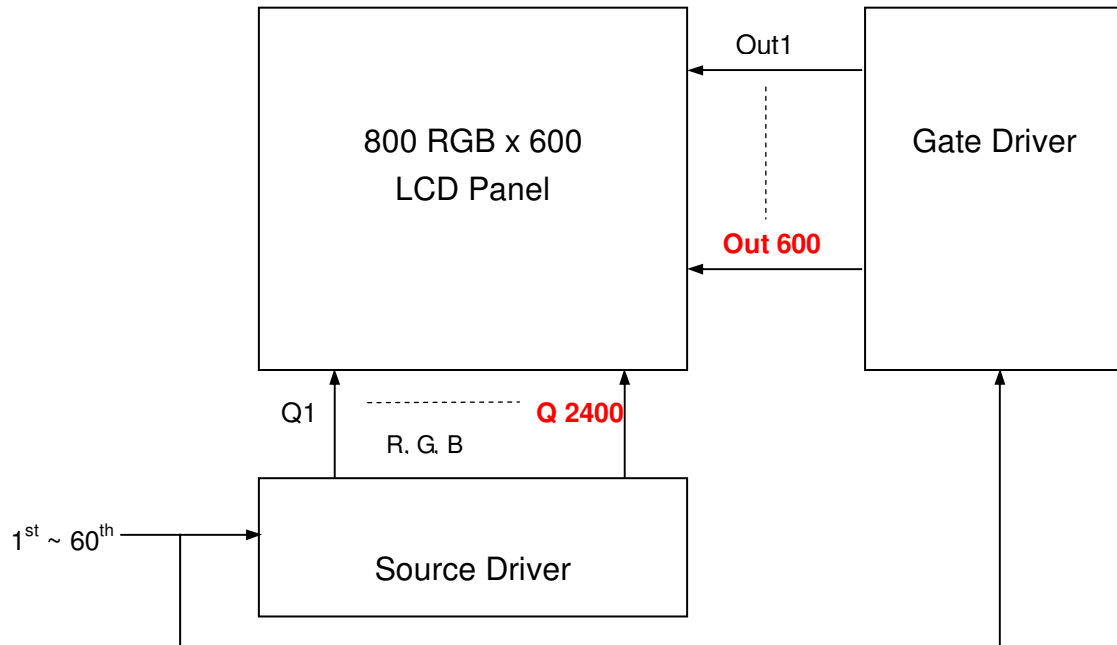 Out1
800 RGB x 600
LCD Panel
Gate Driver
Out 600
Q1
Q 2400
R, G, B
1st ~ 60th
Source Driver